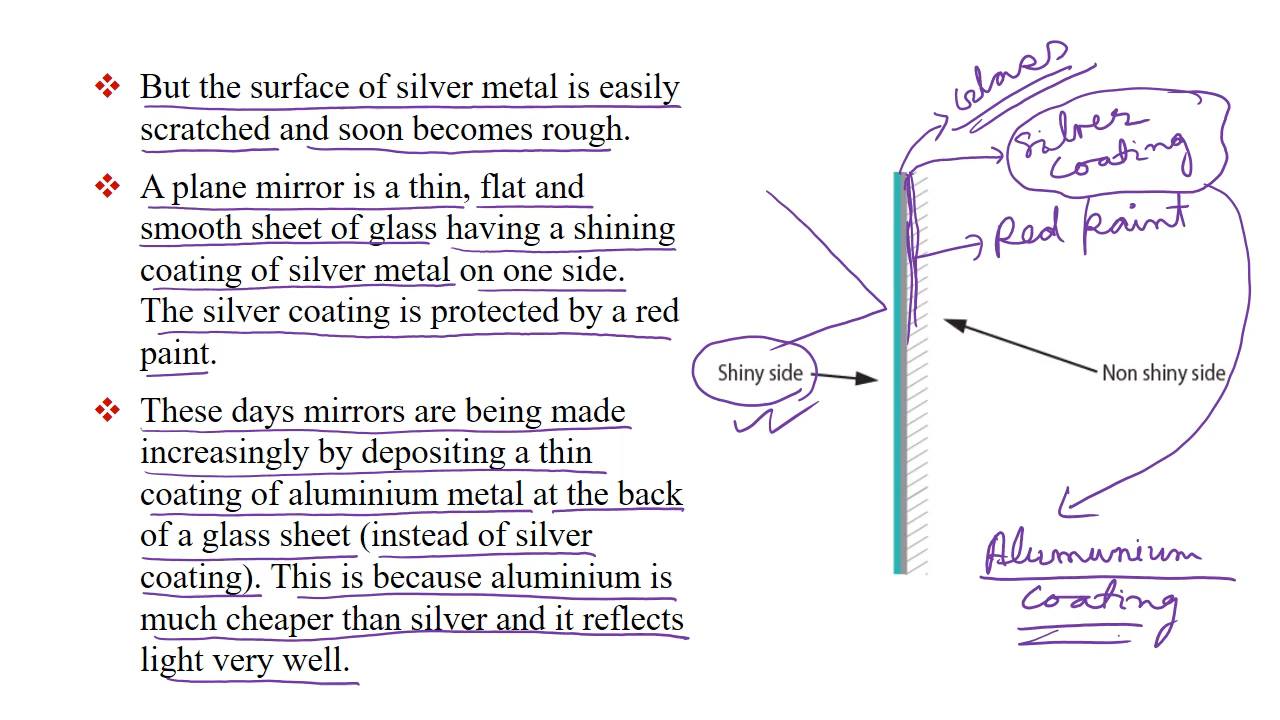 ❖ But the surface of silver metal is easily
scratched and soon becomes rough.
❖ A plane mirror is a thin, flat and
smooth sheet of glass having a shining
coating of silver metal on one side.
The silver coating is protected by a red
paint.
❖ These days mirrors are being made
increasingly by depositing a thin
coating of aluminium metal at the back
of a glass sheet (instead of silver
coating). This is because aluminium is
much cheaper than silver and it reflects
light very well.
Silver
coating
Red Paint
Shiny side
Non shiny side
Alumunium
coating